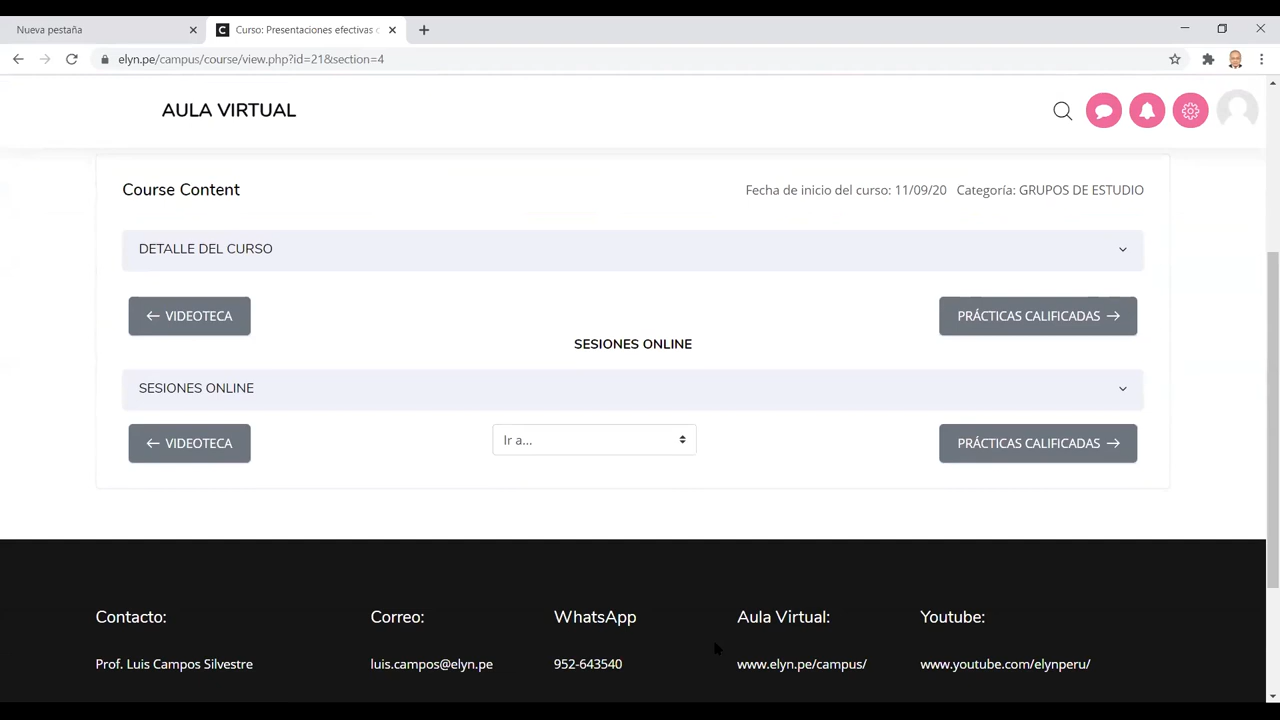 Nueva pestaña
Curso: Presentaciones efectivas
elyn.pe/campus/course/view.php?id=21&section=4
AULA VIRTUAL
Course Content
Fecha de inicio del curso: 11/09/20 Categoría: GRUPOS DE ESTUDIO
DETALLE DEL CURSO
← VIDEOTECA
PRÁCTICAS CALIFICADAS →
SESIONES ONLINE
SESIONES ONLINE
← VIDEOTECA
Ir a...
PRÁCTICAS CALIFICADAS →
Contacto:
Correo:
WhatsApp
Aula Virtual:
Youtube:
Prof. Luis Campos Silvestre
luis.campos@elyn.pe
952-643540
www.elyn.pe/campus/
www.youtube.com/elynperu/